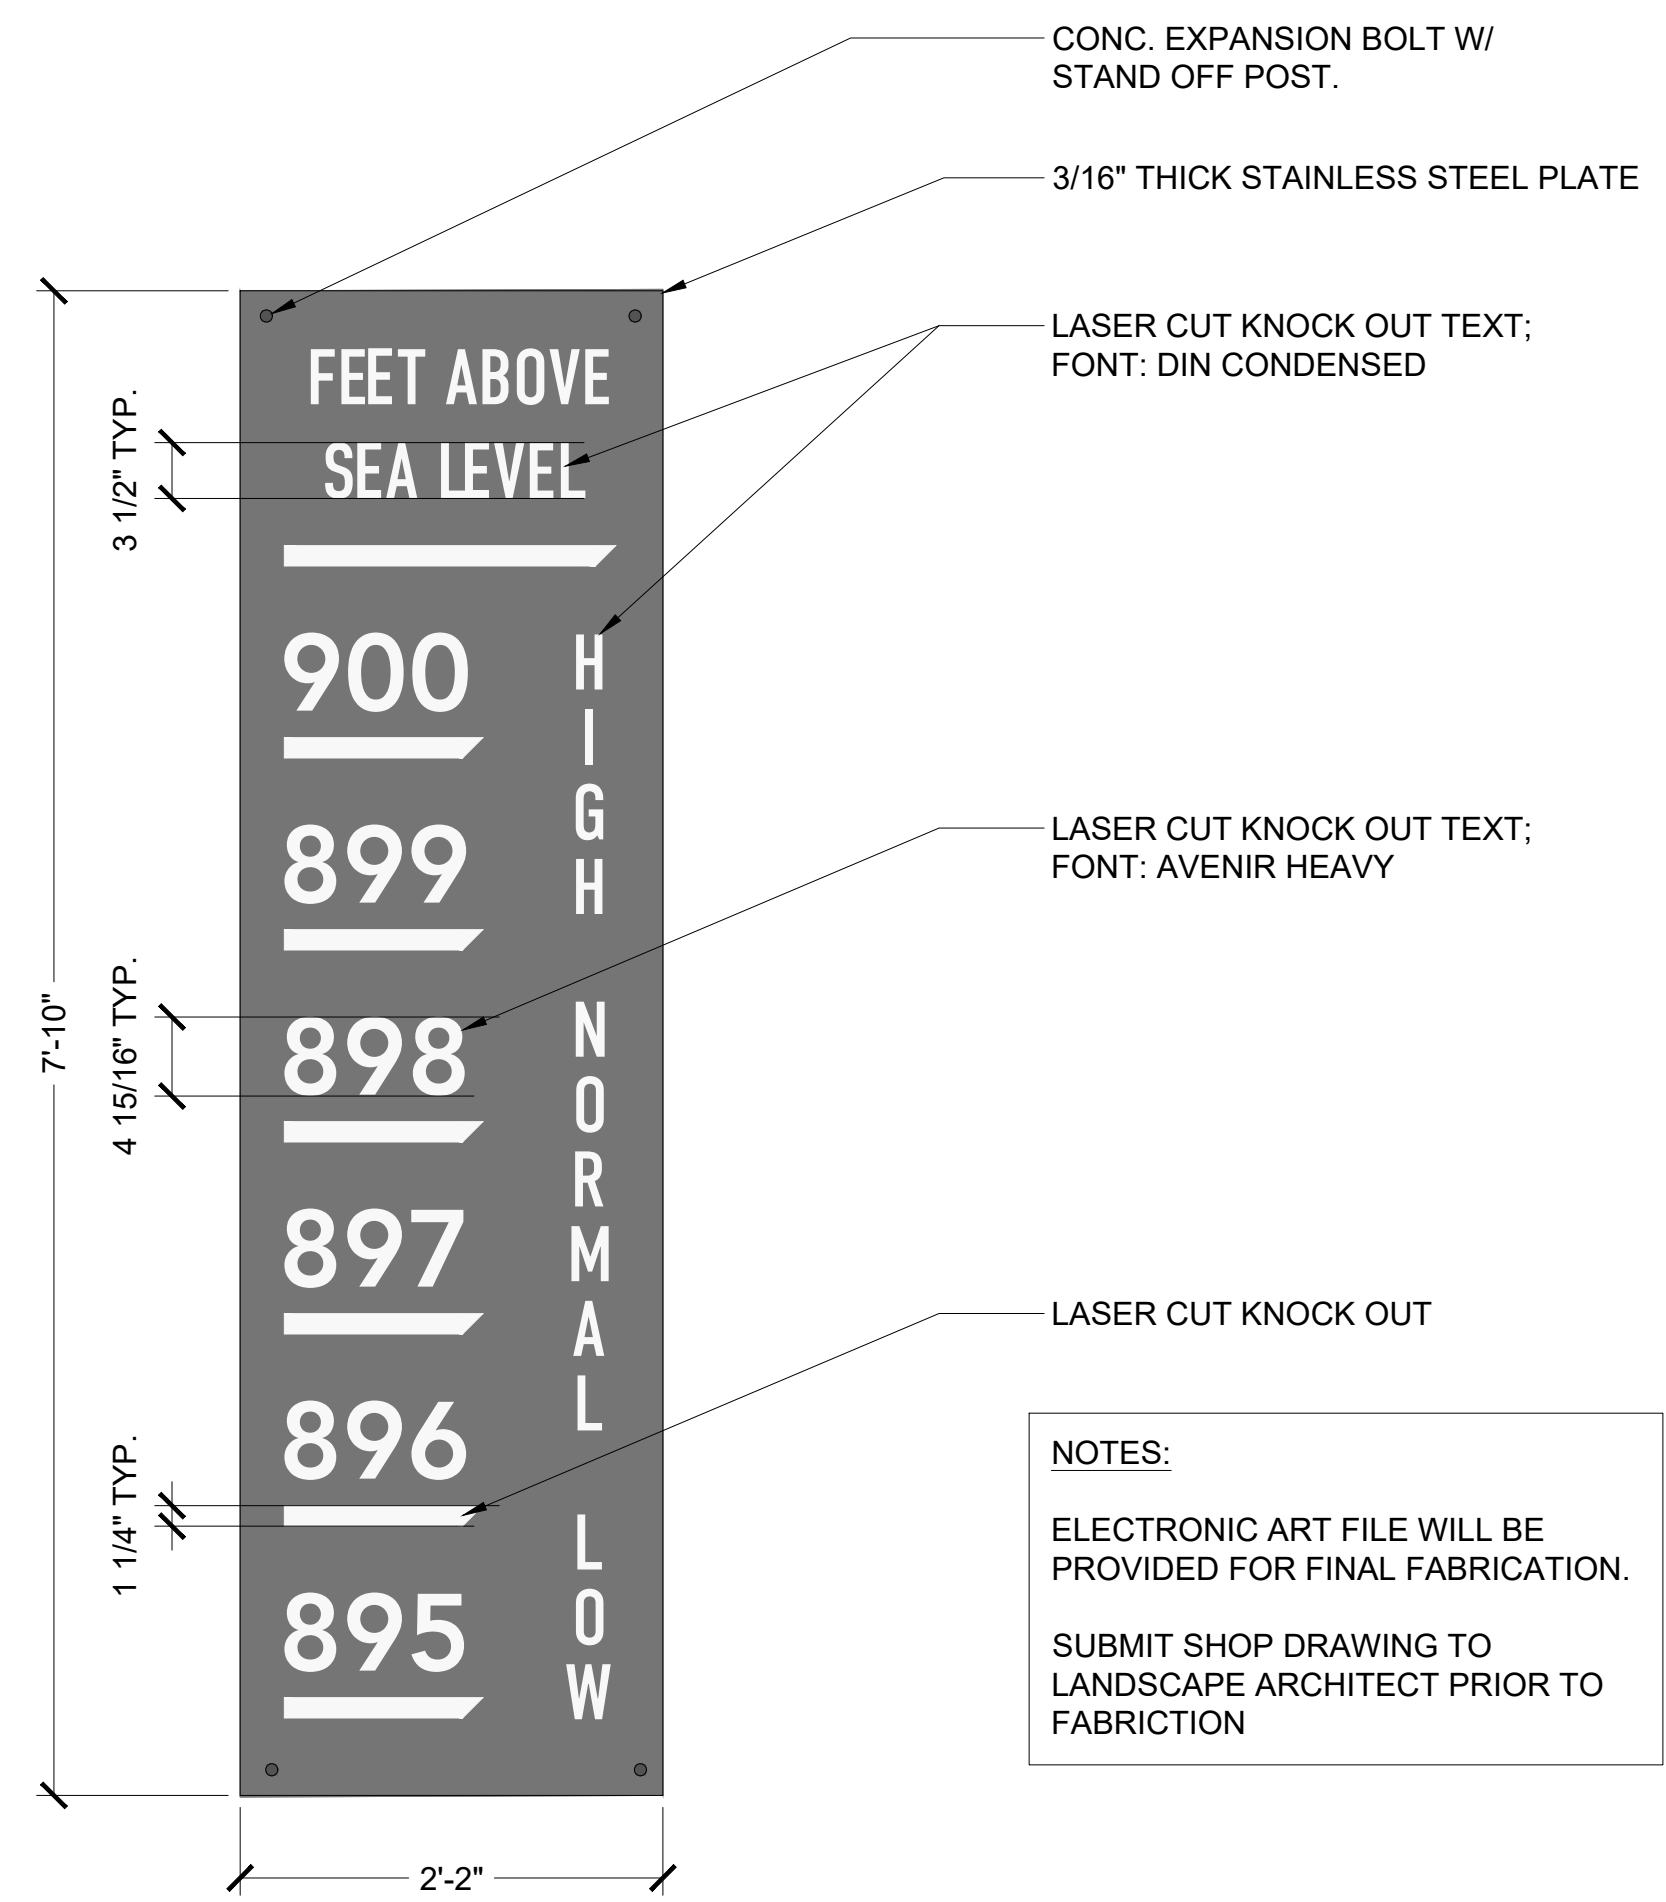 CONC. EXPANSION BOLT W/
STAND OFF POST.
3/16" THICK STAINLESS STEEL PLATE
LASER CUT KNOCK OUT TEXT;
FONT: DIN CONDENSED
LASER CUT KNOCK OUT TEXT;
FONT: AVENIR HEAVY
LASER CUT KNOCK OUT
NOTES:
ELECTRONIC ART FILE WILL BE
PROVIDED FOR FINAL FABRICATION.
SUBMIT SHOP DRAWING TO
LANDSCAPE ARCHITECT PRIOR TO
FABRICTION
FEET ABOVE
SEA LEVEL
900
899
898
897
896
895
HIGH
NORMAL
LOW
3 1/2" TYP.
4 15/16" TYP.
1 1/4" TYP.
7'-10"
2'-2"